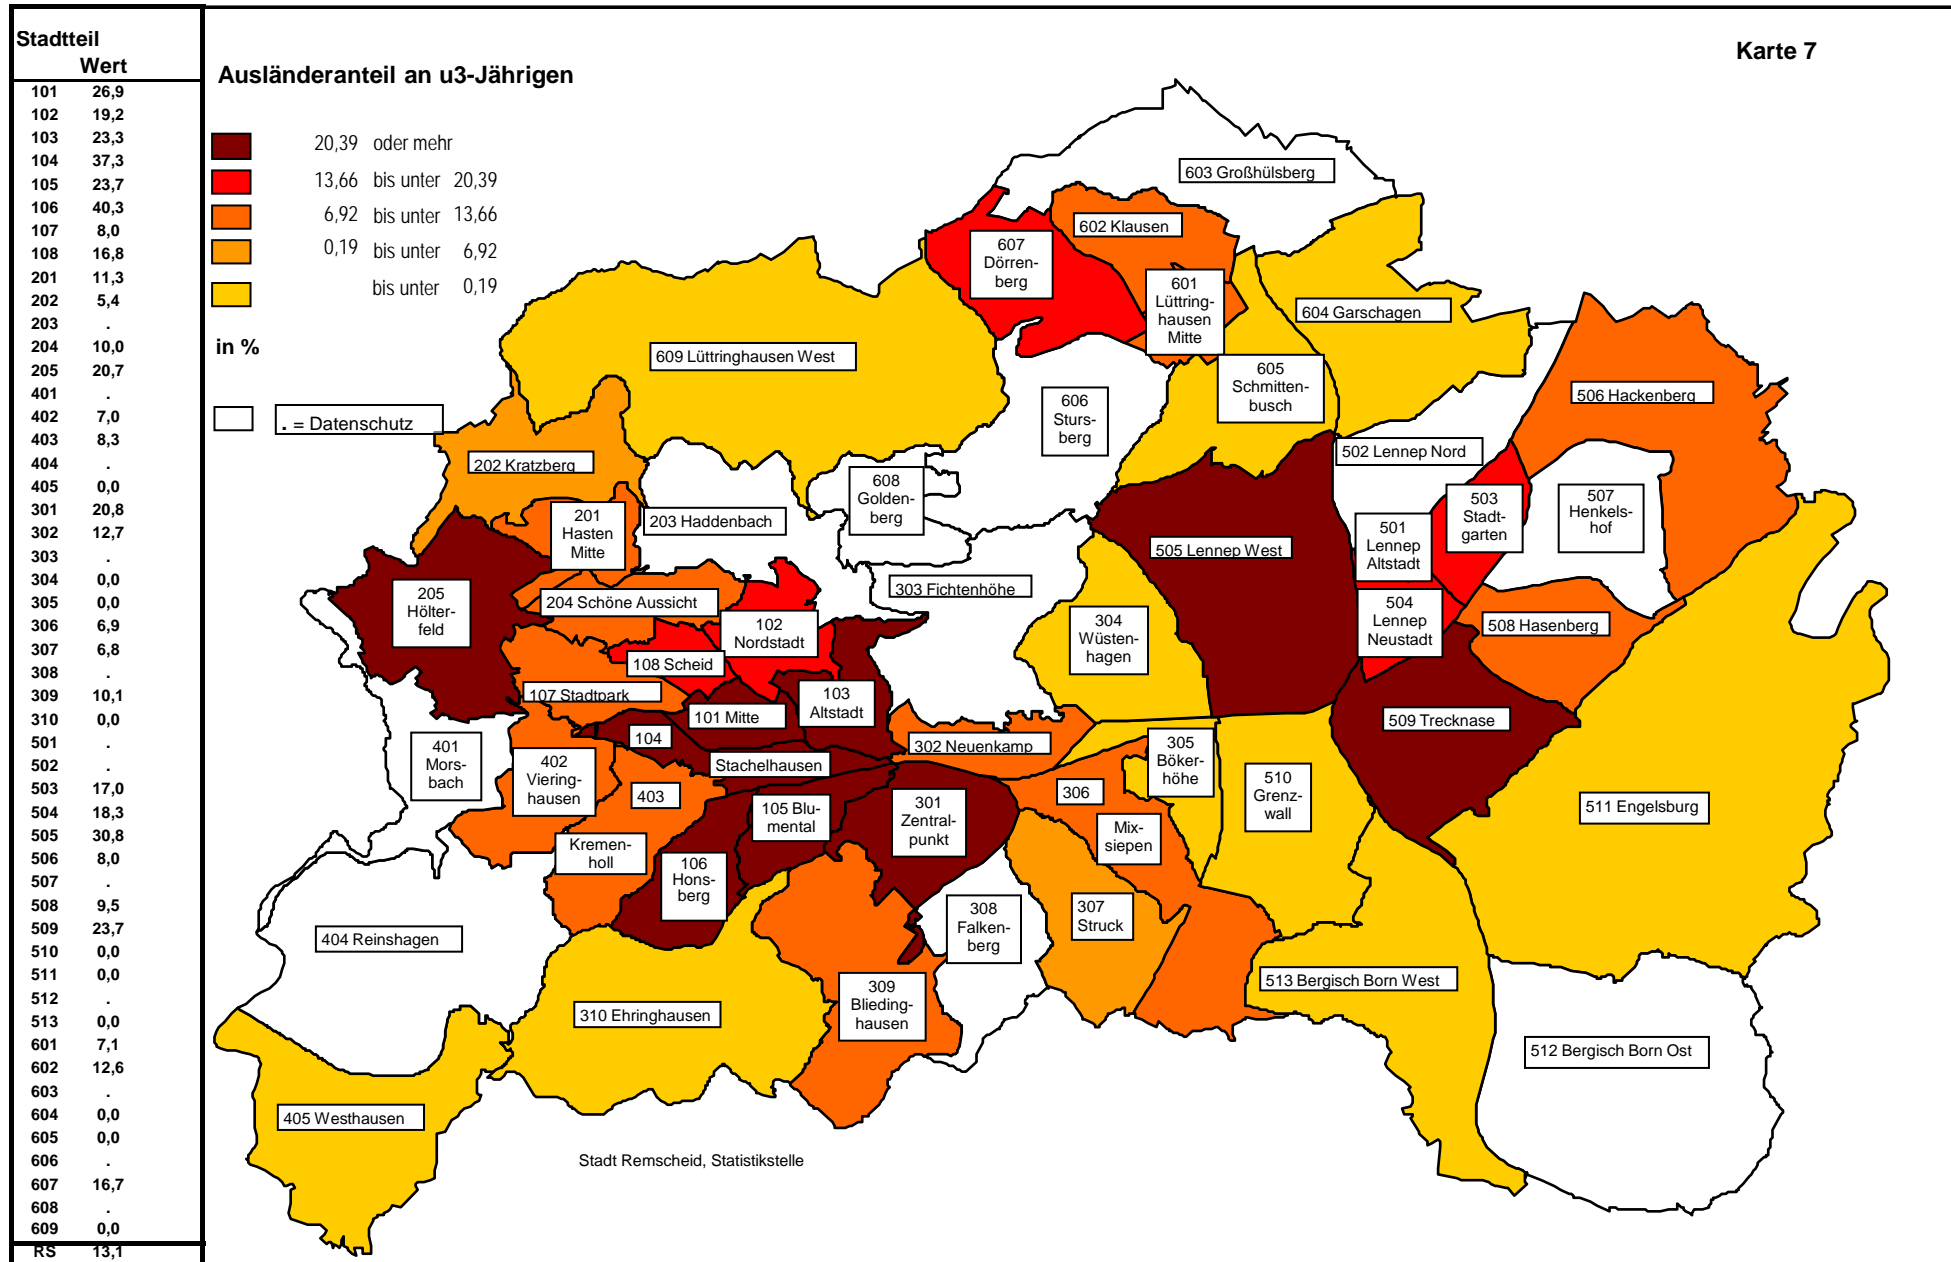 Stadtteil
Wert
101 26,9
102 19,2
103 23,3
104 37,3
105 23,7
106 40,3
107 8,0
108 16,8
201 11,3
202 5,4
203 .
204 10,0
205 20,7
401 .
402 7,0
403 8,3
404 .
405 0,0
301 20,8
302 12,7
303 .
304 0,0
305 0,0
306 6,9
307 6,8
308 .
309 10,1
310 0,0
501 .
502 .
503 17,0
504 18,3
505 30,8
506 8,0
507 .
508 9,5
509 23,7
510 0,0
511 0,0
512 .
513 0,0
601 7,1
602 12,6
603 .
604 0,0
605 0,0
606 .
607 16,7
608 .
609 0,0
RS 13,1
Karte 7
Ausländeranteil an u3-Jährigen
20,39 oder mehr
13,66 bis unter 20,39
6,92 bis unter 13,66
0,19 bis unter 6,92
bis unter 0,19
in %
. = Datenschutz
603 Großhülsberg
602 Klausen
607
Dörren-
berg
601
Lüttring-
hausen
Mitte
604 Garschagen
609 Lüttringhausen West
605
Schmitten-
busch
606
Sturs-
berg
506 Hackenberg
502 Lennep Nord
202 Kratzberg
608
Golden-
berg
503
Stadt-
garten
507
Henkels-
hof
201
Hasten
Mitte
203 Haddenbach
501
Lennep
Altstadt
505 Lennep West
303 Fichtenhöhe
205
Hölter-
feld
204 Schöne Aussicht
102
Nordstadt
304
Wüsten-
hagen
504
Lennep
Neustadt
508 Hasenberg
108 Scheid
107 Stadtpark
103
Altstadt
101 Mitte
509 Trecknase
104
Stachelhausen
302 Neuenkamp
305
Böker-
höhe
401
Mors-
bach
402
Viering-
hausen
403
Kremen-
holl
105 Blu-
mental
301
Zentral-
punkt
306
Mix-
siepen
510
Grenz-
wall
511 Engelsburg
106
Hons-
berg
308
Falken-
berg
307
Struck
404 Reinshagen
309
Blieding-
hausen
513 Bergisch Born West
310 Ehringhausen
512 Bergisch Born Ost
405 Westhausen
Stadt Remscheid, Statistikstelle